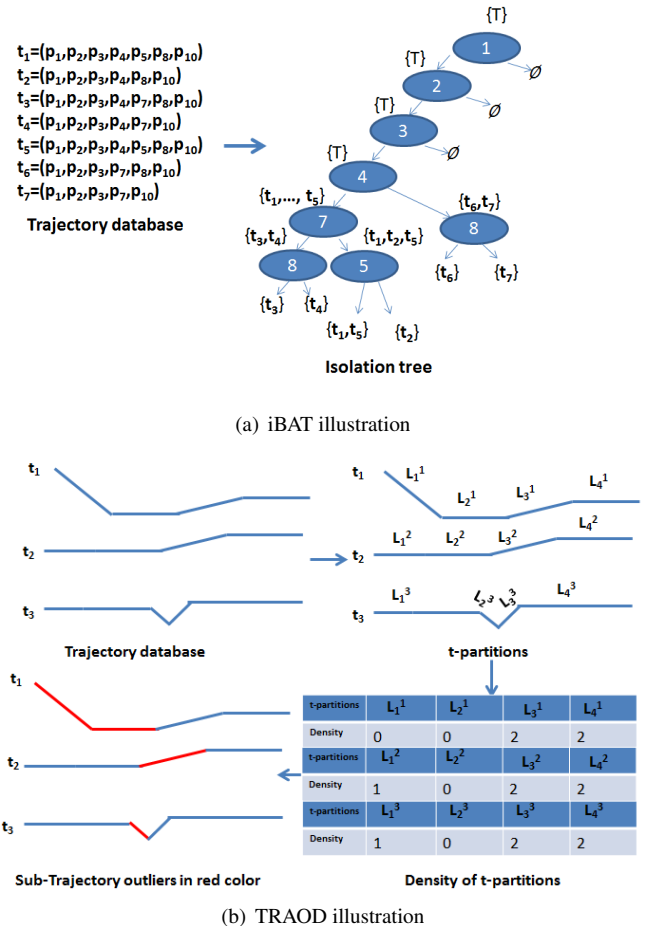 t1=(p1,p2,p3,p4,p5,p8,p10)
t2=(p1,p2,p3,p4,p8,p10)
t3=(p1,p2,p3,p4,p7,p8,p10)
t4=(p1,p2,p3,p4,p7,p10)
t5=(p1,p2,p3,p4,p5,p8,p10)
t6=(p1,p2,p3,p7,p8,p10)
t7=(p1,p2,p3,p7,p10)
Trajectory database
{T}
1
{T} Ø
2
{T} Ø
3
{T} Ø
4
{t1,..., t5} {t6,t7}
7 8
{t3,t4} {t1,t2,t5} {t6} {t7}
8 5
{t3} {t4}
{t1,t5} {t2}
Isolation tree
(a) iBAT illustration
t1
t2
t3
Trajectory database
t1 L1^1 L2^1 L3^1 L4^1
t2 L1^2 L2^2 L3^2 L4^2
t3 L1^3 L2^3 L3^3 L4^3
t-partitions
t-partitions L1^1 L2^1 L3^1 L4^1
Density 0 0 2 2
t-partitions L1^2 L2^2 L3^2 L4^2
Density 1 0 2 2
t-partitions L1^3 L2^3 L3^3 L4^3
Density 1 0 2 2
Density of t-partitions
t1
t2
t3
Sub-Trajectory outliers in red color
(b) TRAOD illustration